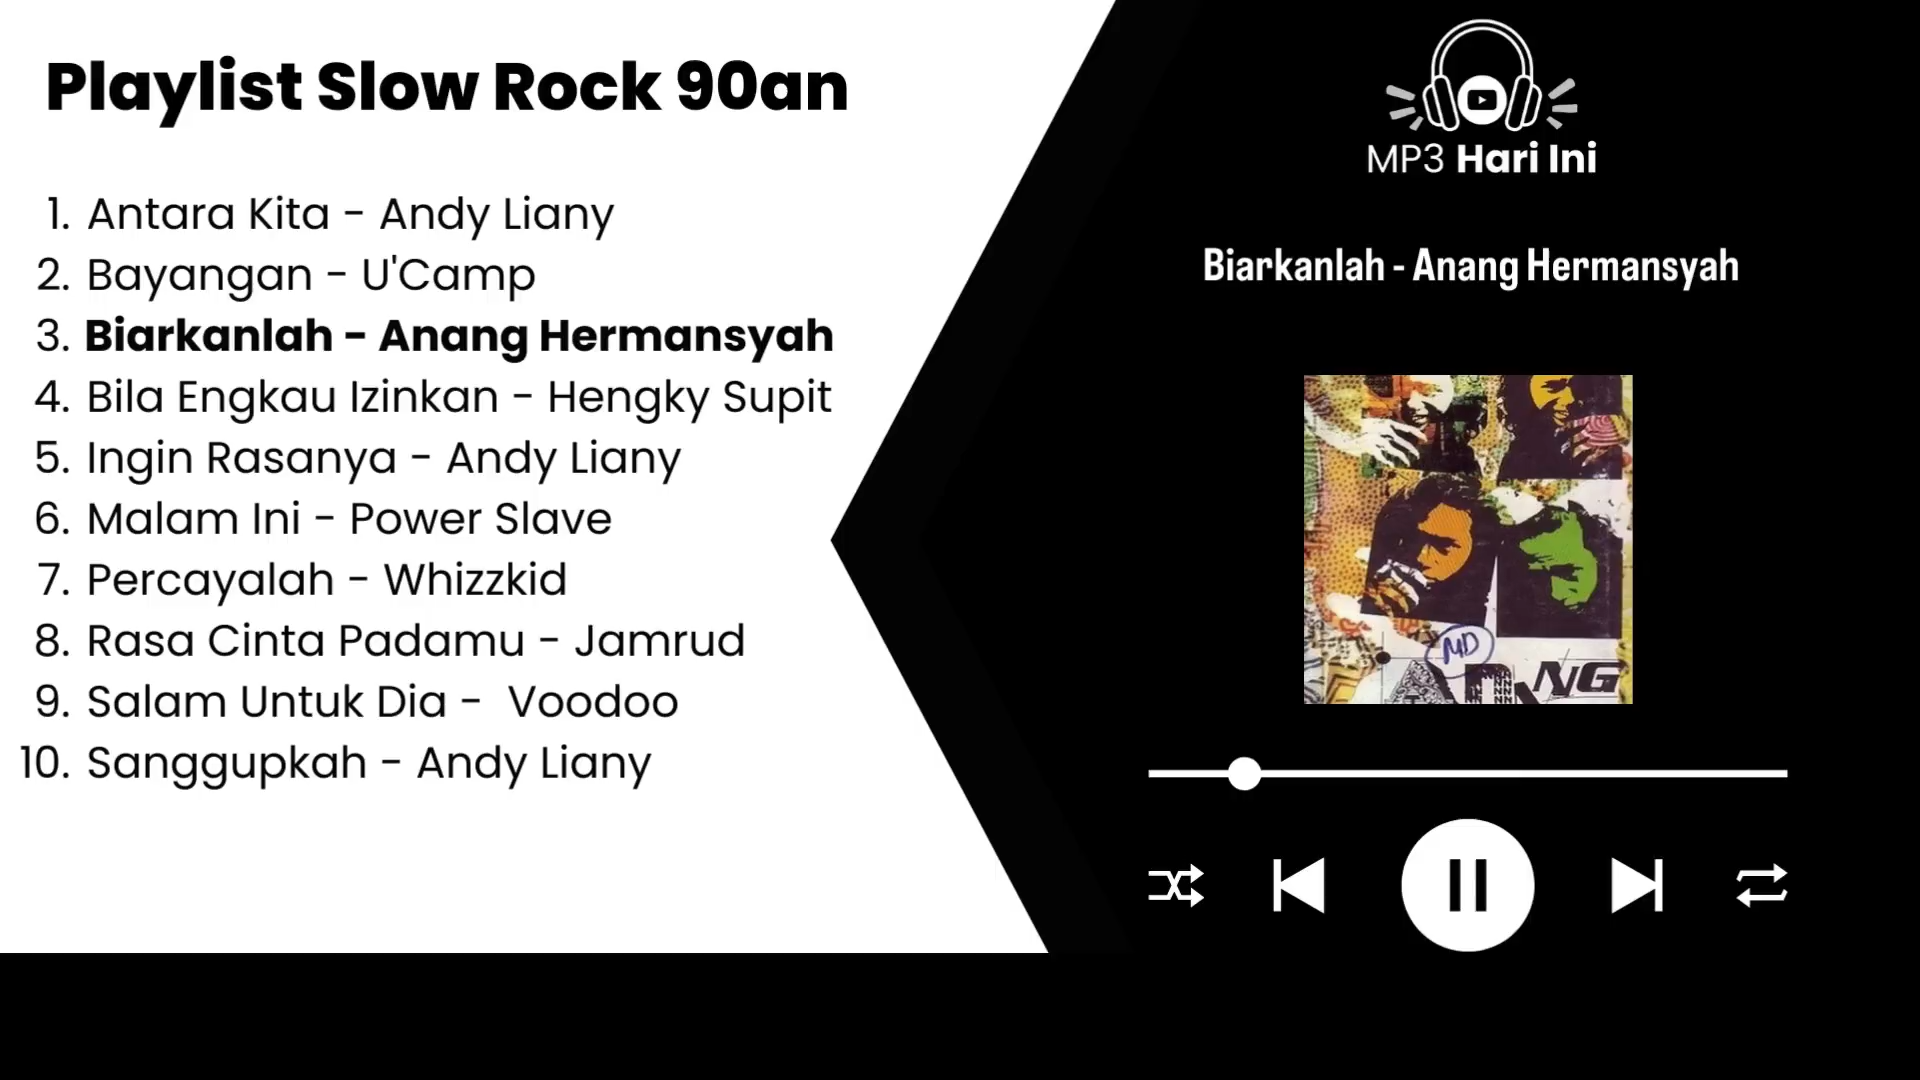 Playlist Slow Rock 90an
1. Antara Kita - Andy Liany
2. Bayangan - U'Camp
3. Biarkanlah - Anang Hermansyah
4. Bila Engkau Izinkan - Hengky Supit
5. Ingin Rasanya - Andy Liany
6. Malam Ini - Power Slave
7. Percayalah - Whizzkid
8. Rasa Cinta Padamu - Jamrud
9. Salam Untuk Dia -  Voodoo
10. Sanggupkah - Andy Liany
MP3 Hari Ini
Biarkanlah - Anang Hermansyah
MD
ANANG